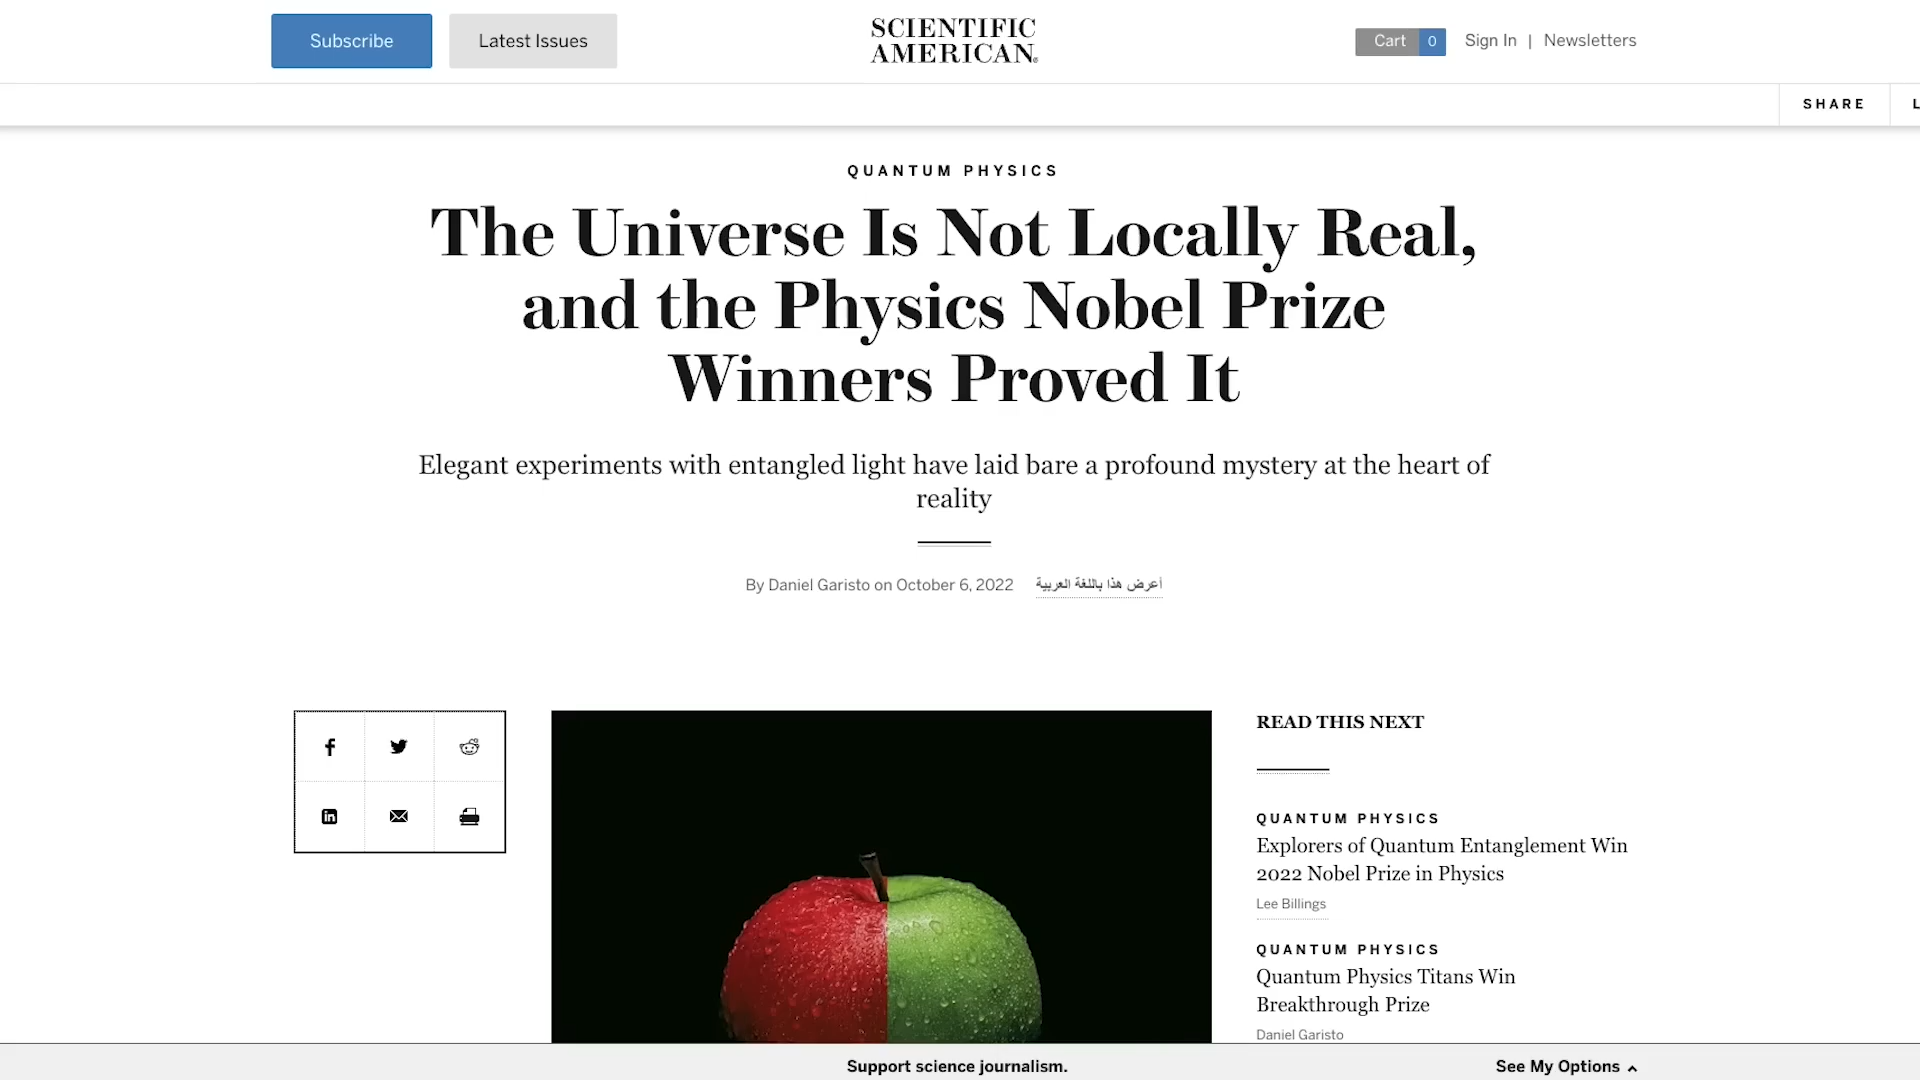 Subscribe
Latest Issues
SCIENTIFIC
AMERICAN®
Cart 0
Sign In | Newsletters
SHARE
QUANTUM PHYSICS
The Universe Is Not Locally Real,
and the Physics Nobel Prize
Winners Proved It
Elegant experiments with entangled light have laid bare a profound mystery at the heart of
reality
By Daniel Garisto on October 6, 2022
أعرض هذا باللغة العربية
READ THIS NEXT
QUANTUM PHYSICS
Explorers of Quantum Entanglement Win
2022 Nobel Prize in Physics
Lee Billings
QUANTUM PHYSICS
Quantum Physics Titans Win
Breakthrough Prize
Daniel Garisto
Support science journalism.
See My Options